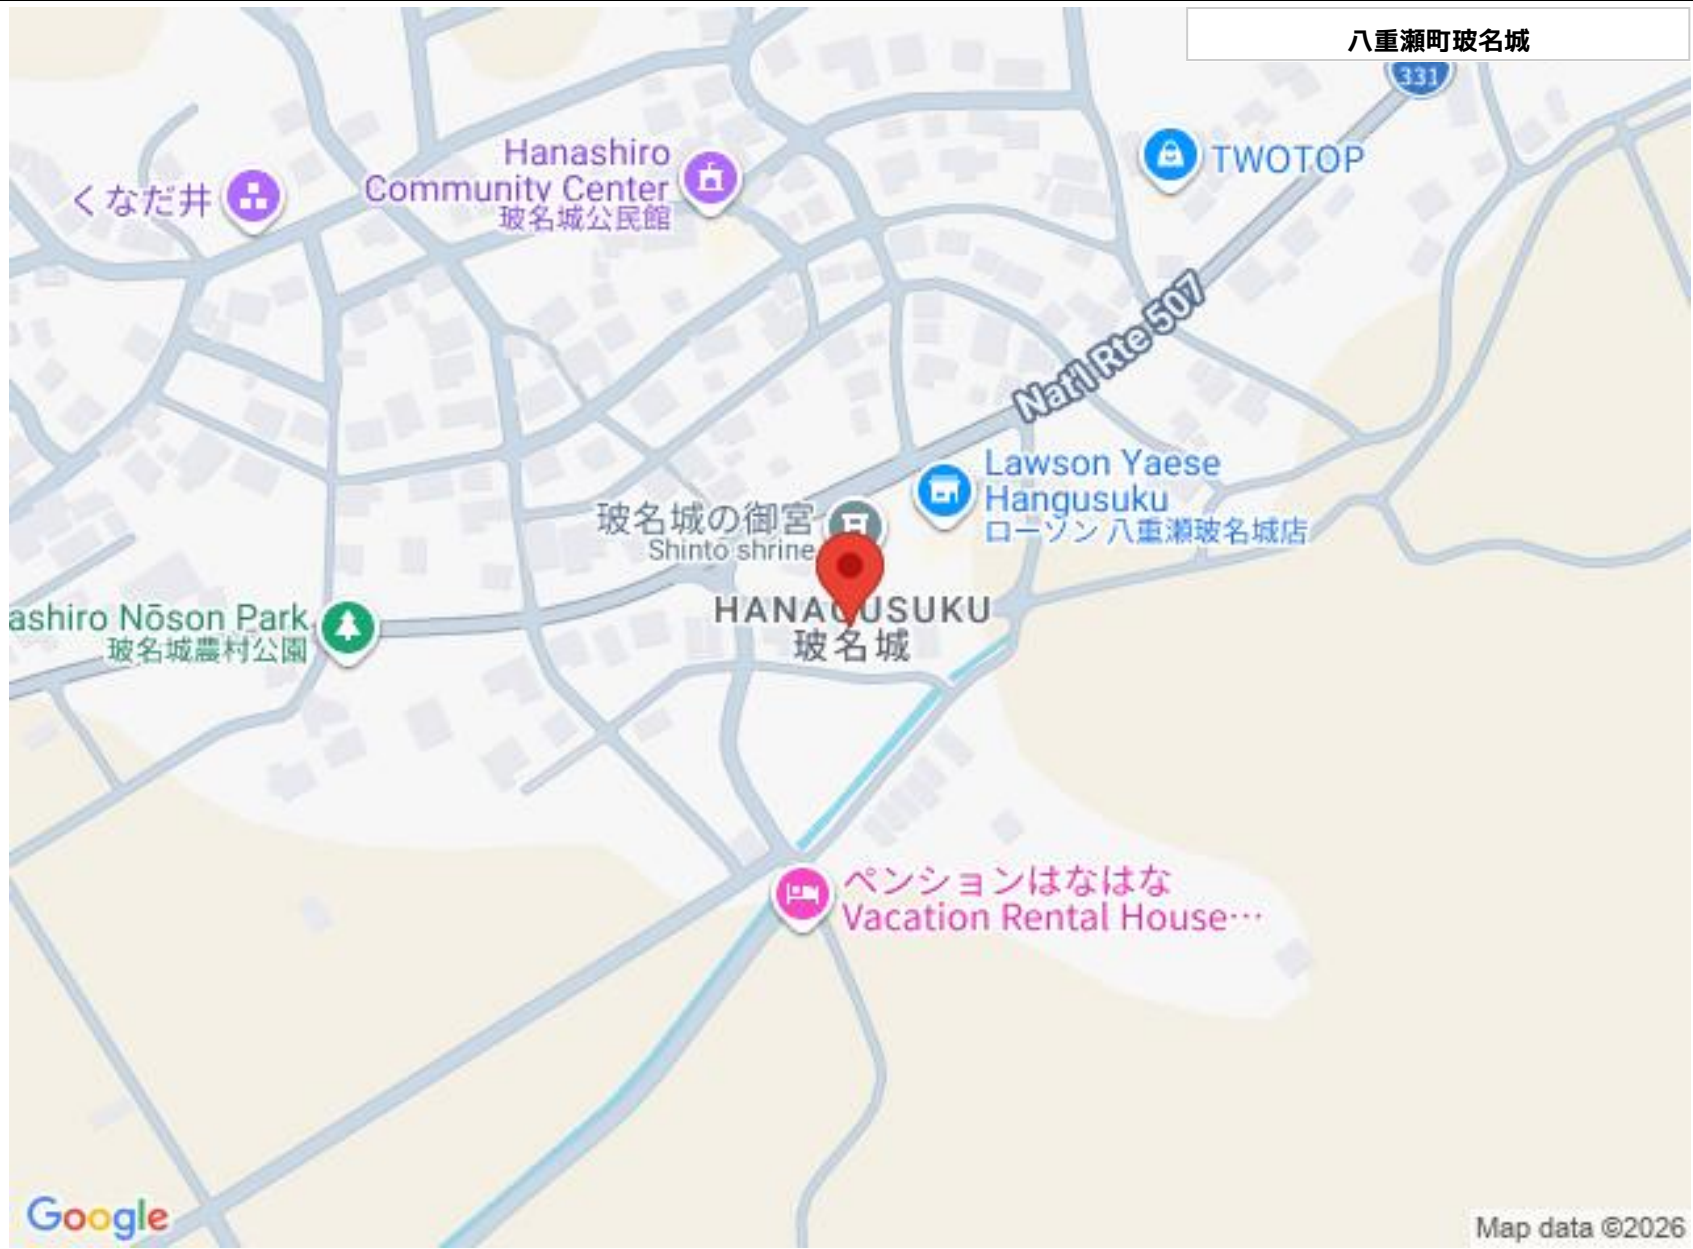 八重瀬町玻名城
331
TWOTOP
Hanashiro
Community Center
玻名城公民館
くなだ井
Nat'l Rte 507
Lawson Yaese
Hangusuku
ローソン 八重瀬玻名城店
玻名城の御宮
Shinto shrine
HANAGUSUKU
玻名城
ashiro Nōson Park
玻名城農村公園
ペンションはなはな
Vacation Rental House…
Google
Map data ©2026